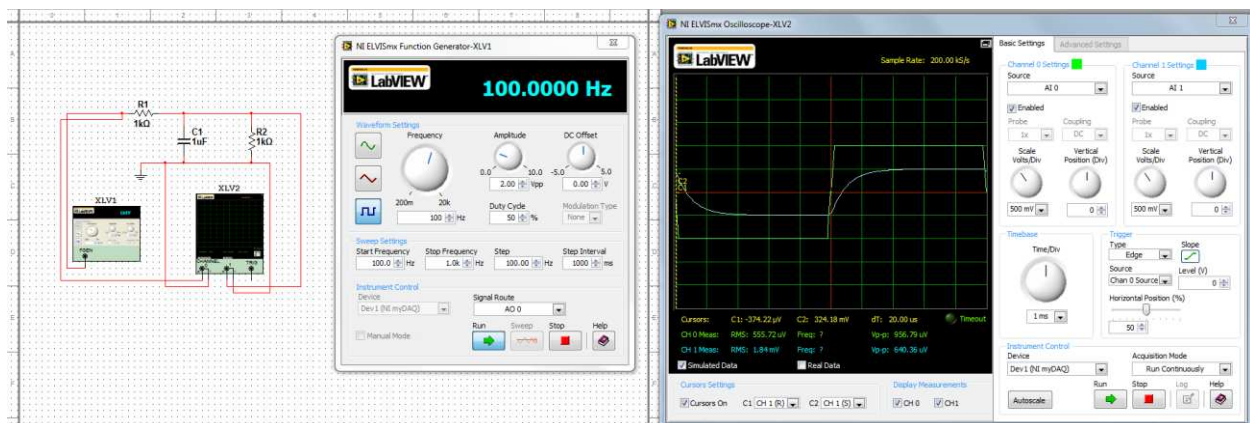 R1
1kΩ
C1
1uF
R2
1kΩ
XLV1
XLV2
NI ELVISmx Function Generator-XLV1
LabVIEW
100.0000 Hz
Waveform Settings
Frequency
Amplitude
DC Offset
0.0
10.0
-5.0
5.0
2.00 Vpp
0.00 V
200m
20k
Duty Cycle
Modulation Type
100 Hz
50 %
None
Sweep Settings
Start Frequency
Stop Frequency
Step
Step Interval
100.0 Hz
1.0k Hz
100.00 Hz
1000 ms
Instrument Control
Device
Signal Route
Dev1 (NI myDAQ)
AO 0
Manual Mode
Run
Sweep
Stop
Help
NI ELVISmx Oscilloscope-XLV2
LabVIEW
Sample Rate: 200.00 kS/s
Cursors: C1: -374.22 uV C2: 324.18 mV dT: 20.00 us Timeout
CH 0 Meas: RMS: 555.72 uV Freq: ? Vp-p: 956.79 uV
CH 1 Meas: RMS: 1.84 mV Freq: ? Vp-p: 640.36 uV
Simulated Data
Real Data
Cursors Settings
Display Measurements
Cursors On C1 CH 1 (R) C2 CH 1 (S)
CH 0 CH1
Basic Settings
Advanced Settings
Channel 0 Settings
Channel 1 Settings
Source
Source
AI 0
AI 1
Enabled
Enabled
Probe
Coupling
Probe
Coupling
1x
DC
1x
DC
Scale Volts/Div
Vertical Position (Div)
Scale Volts/Div
Vertical Position (Div)
500 mV
0
500 mV
0
Timebase
Time/Div
1 ms
Trigger
Type
Slope
Edge
Source
Level (V)
Chan 0 Source
0
Horizontal Position (%)
50
Instrument Control
Device
Acquisition Mode
Dev1 (NI myDAQ)
Run Continuously
Autoscale
Run
Stop
Log
Help